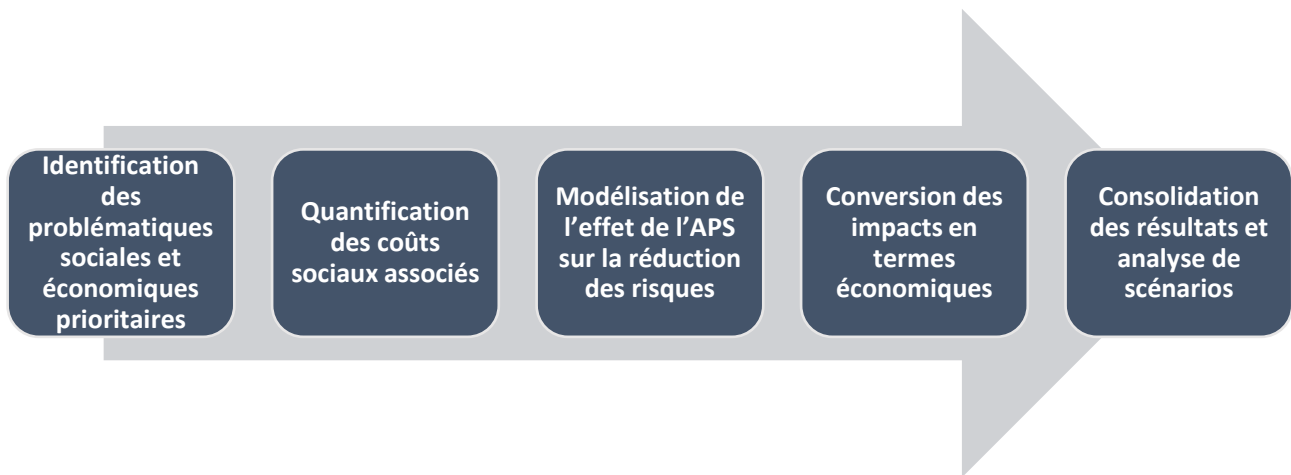 Identification
des
problématiques
sociales et
économiques
prioritaires
Quantification
des coûts
sociaux associés
Modélisation de
l’effet de l’APS
sur la réduction
des risques
Conversion des
impacts en
termes
économiques
Consolidation
des résultats et
analyse de
scénarios